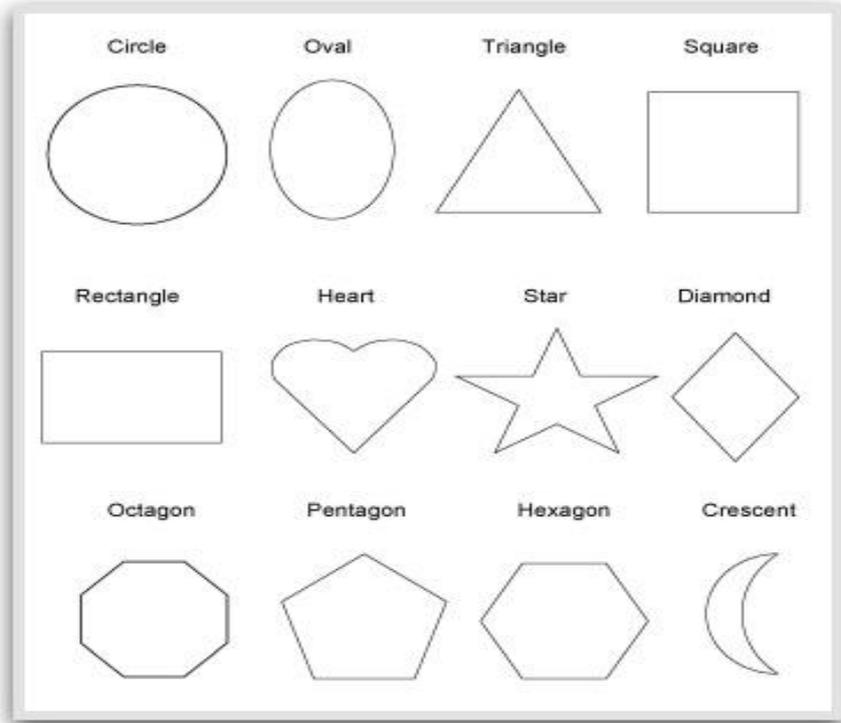 Circle Oval Triangle Square
Rectangle Heart Star Diamond
Octagon Pentagon Hexagon Crescent